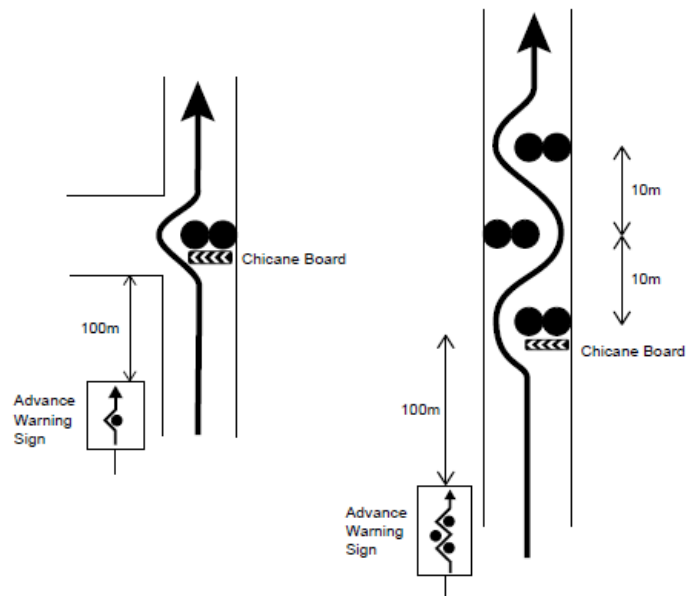 Chicane Board
100m
Advance
Warning
Sign
10m
10m
Chicane Board
100m
Advance
Warning
Sign